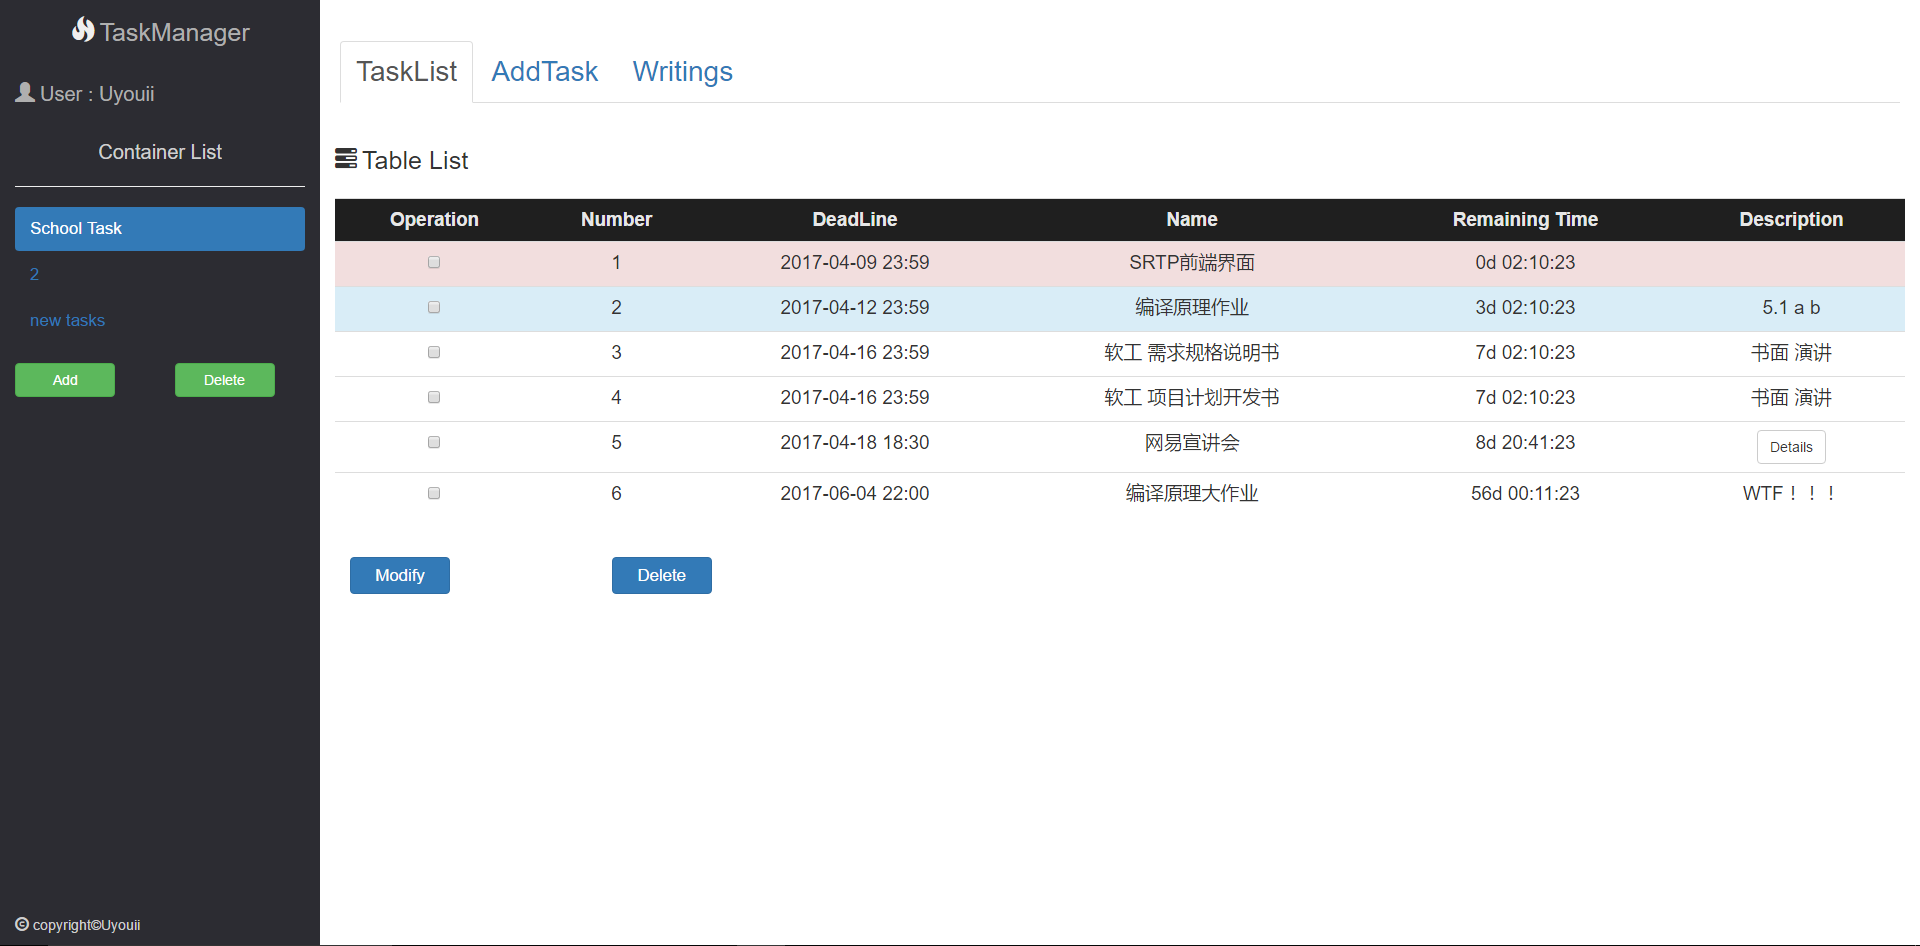 TaskManager
User : Uyouii
Container List
School Task
2
new tasks
Add Delete
copyright©Uyouii
TaskList AddTask Writings
Table List
Operation Number DeadLine Name Remaining Time Description
1 2017-04-09 23:59 SRTP前端界面 0d 02:10:23
2 2017-04-12 23:59 编译原理作业 3d 02:10:23 5.1 a b
3 2017-04-16 23:59 软工 需求规格说明书 7d 02:10:23 书面 演讲
4 2017-04-16 23:59 软工 项目计划开发书 7d 02:10:23 书面 演讲
5 2017-04-18 18:30 网易宣讲会 8d 20:41:23 Details
6 2017-06-04 22:00 编译原理大作业 56d 00:11:23 WTF！！！
Modify Delete